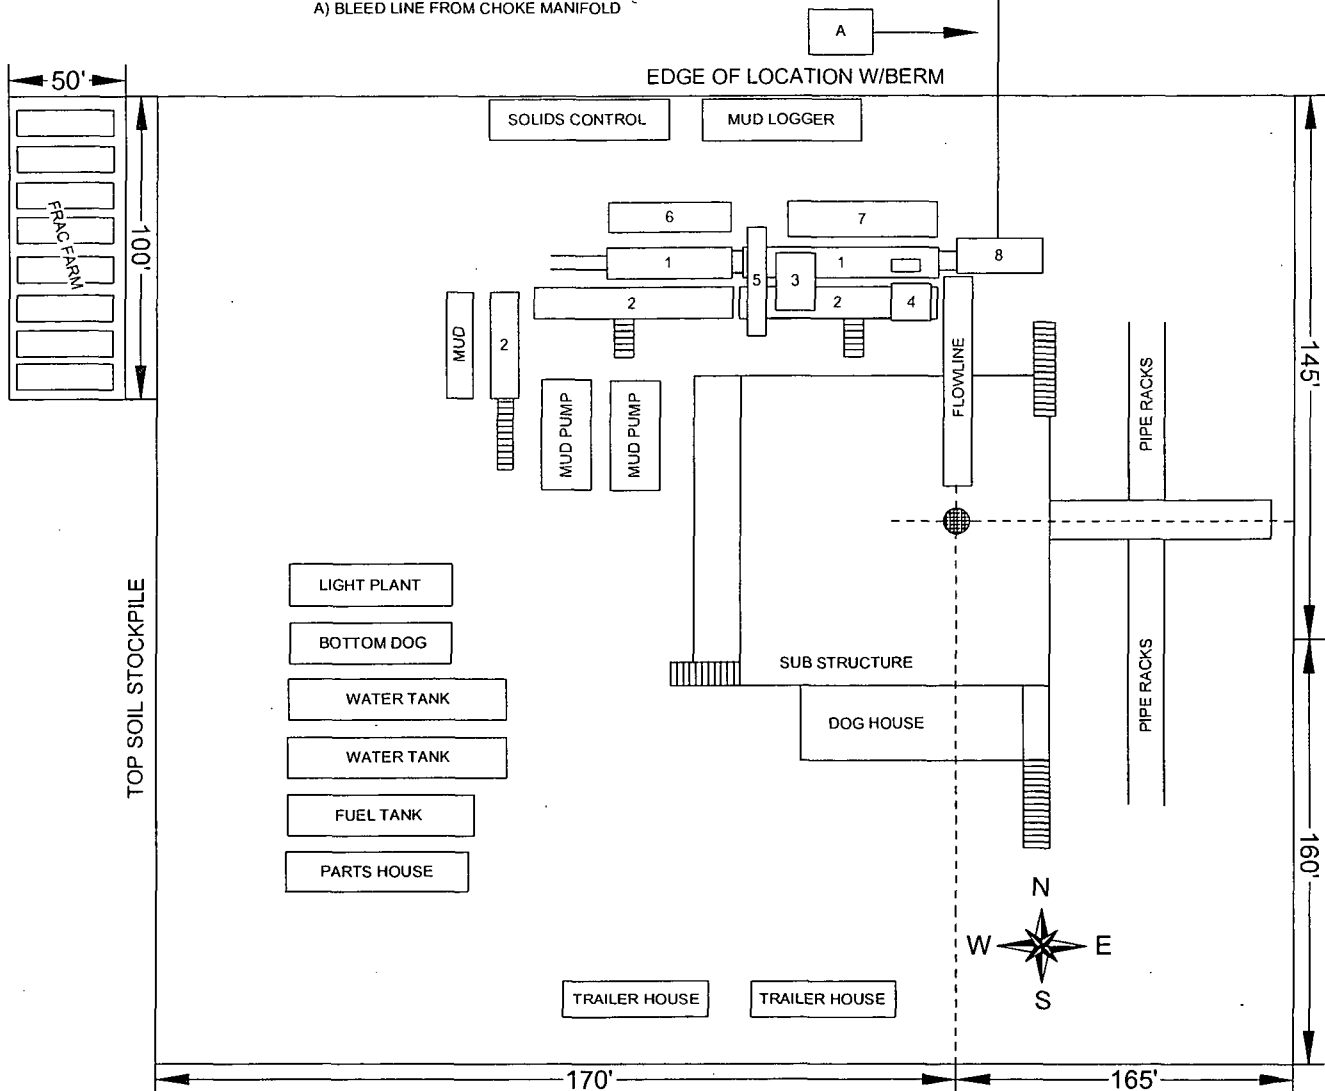 A) BLEED LINE FROM CHOKE MANIFOLD
A
EDGE OF LOCATION W/BERM
50'
SOLIDS CONTROL
MUD LOGGER
FRAC FARM
100'
6
7
1
5
3
1
8
2
2
4
MUD
2
MUD PUMP
MUD PUMP
FLOWLINE
PIPE RACKS
145'
TOP SOIL STOCKPILE
LIGHT PLANT
BOTTOM DOG
WATER TANK
WATER TANK
FUEL TANK
PARTS HOUSE
SUB STRUCTURE
DOG HOUSE
PIPE RACKS
160'
N
W
E
S
TRAILER HOUSE
TRAILER HOUSE
170'
165'